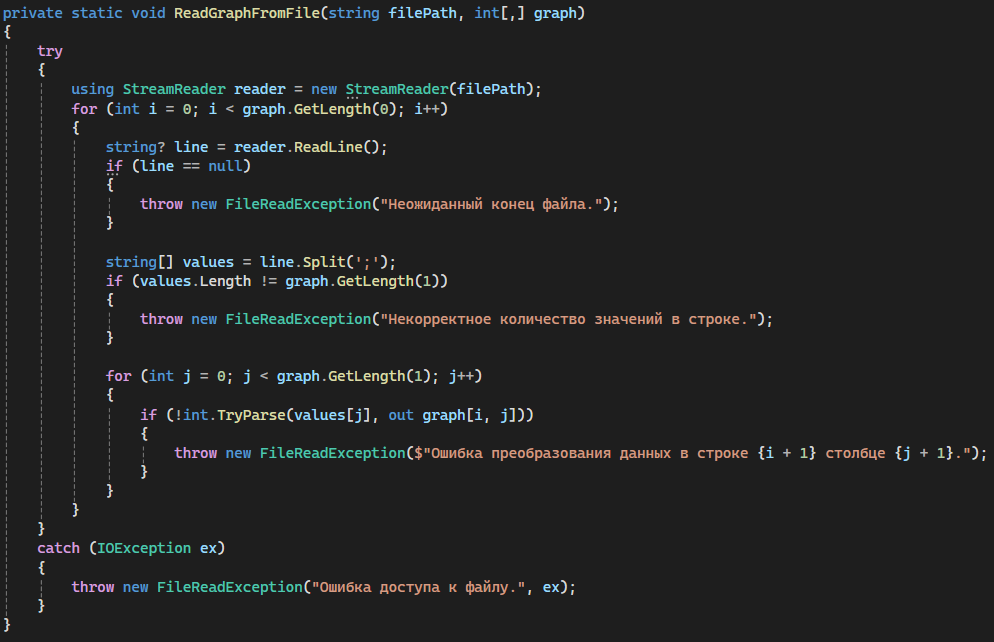 private static void ReadGraphFromFile(string filePath, int[,] graph)
{
    try
    {
        using StreamReader reader = new StreamReader(filePath);
        for (int i = 0; i < graph.GetLength(0); i++)
        {
            string? line = reader.ReadLine();
            if (line == null)
            {
                throw new FileReadException("Неожиданный конец файла.");
            }

            string[] values = line.Split(';');
            if (values.Length != graph.GetLength(1))
            {
                throw new FileReadException("Некорректное количество значений в строке.");
            }

            for (int j = 0; j < graph.GetLength(1); j++)
            {
                if (!int.TryParse(values[j], out graph[i, j]))
                {
                    throw new FileReadException($"Ошибка преобразования данных в строке {i + 1} столбце {j + 1}.");
                }
            }
        }
    }
    catch (IOException ex)
    {
        throw new FileReadException("Ошибка доступа к файлу.", ex);
    }
}